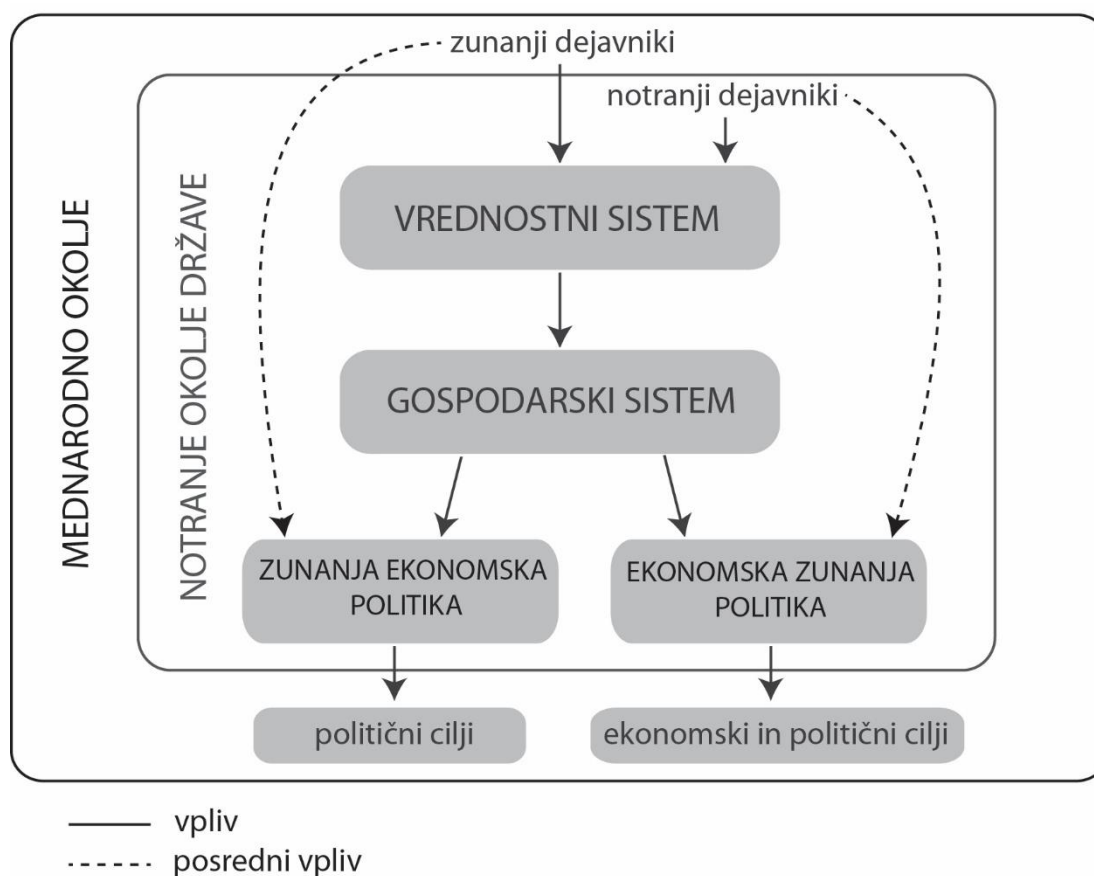 zunanji dejavniki
notranji dejavniki
MEDNARODNO OKOLJE
NOTRANJE OKOLJE DRŽAVE
VREDNOSTNI SISTEM
GOSPODARSKI SISTEM
ZUNANJA EKONOMSKA
POLITIKA
EKONOMSKA ZUNANJA
POLITIKA
politični cilji
ekonomski in politični cilji
vpliv
posredni vpliv